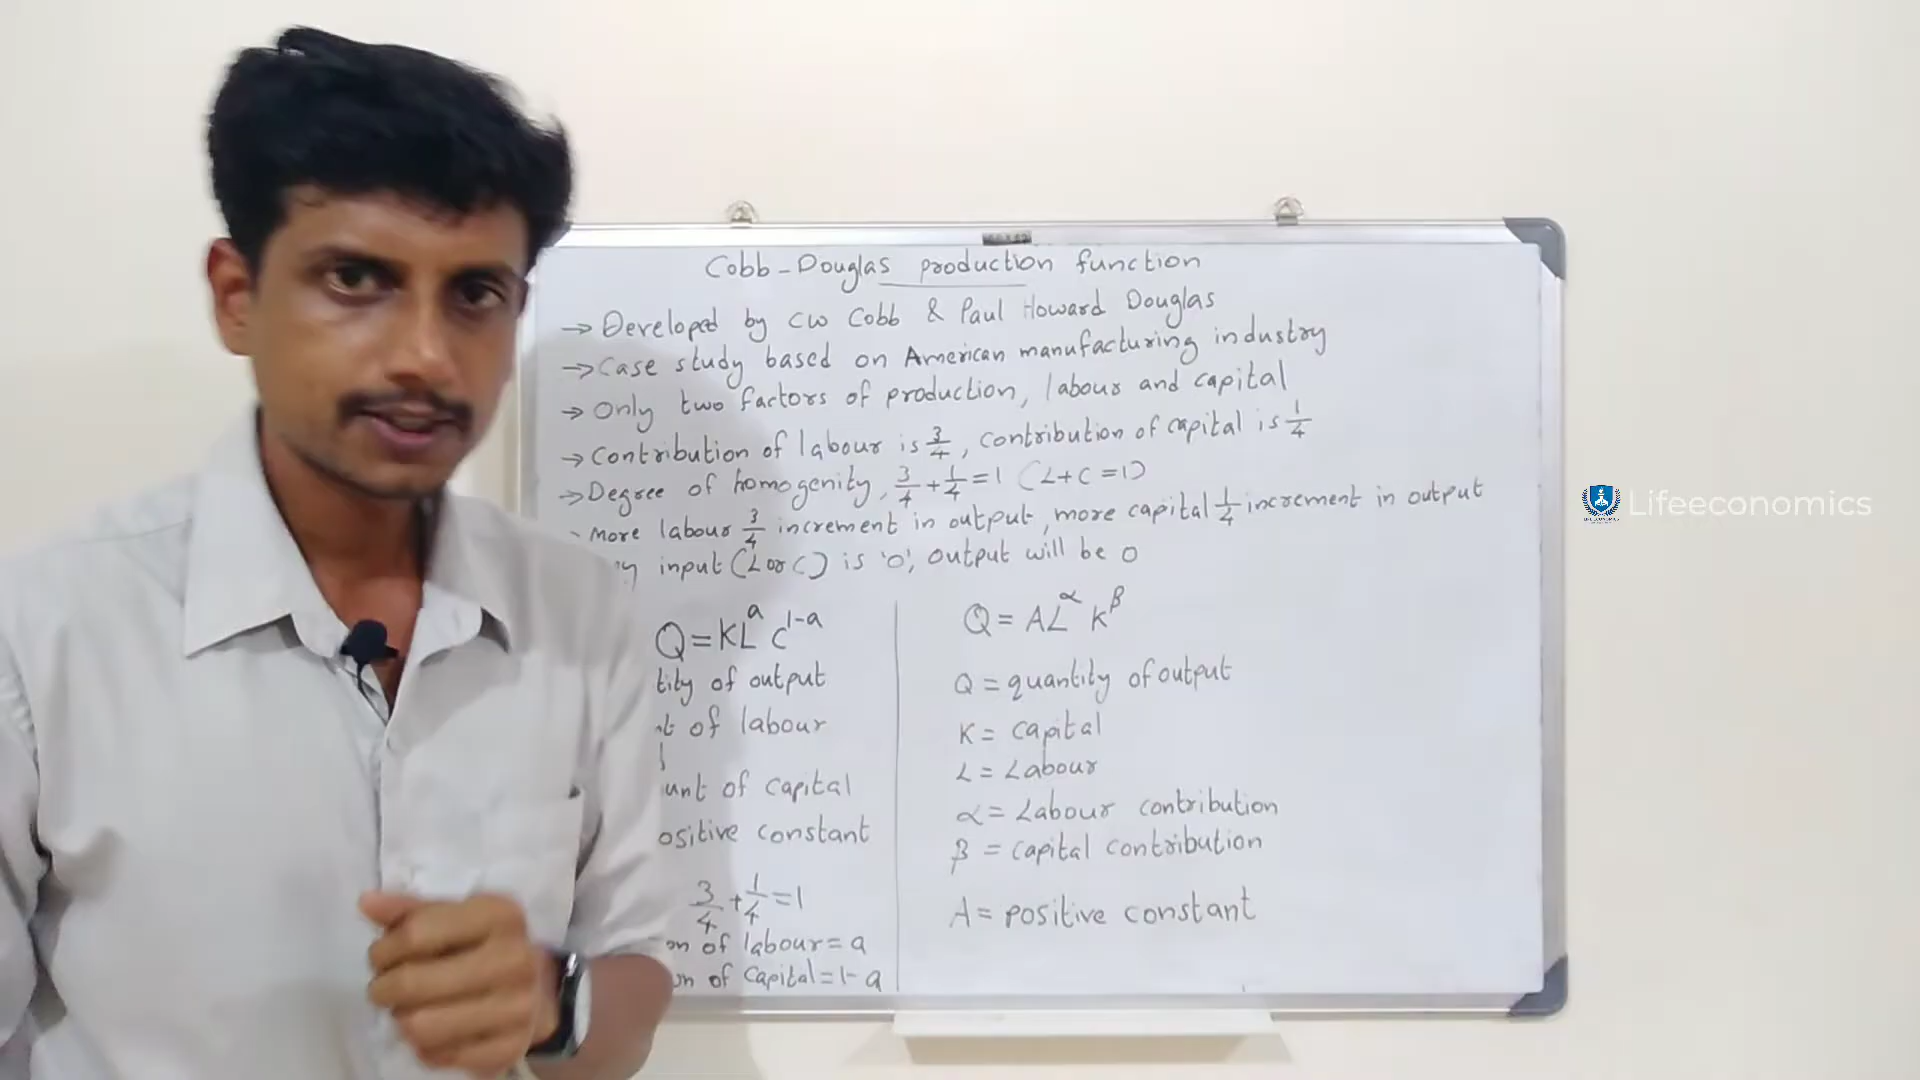 Cobb-Douglas production function
→ Developed by CW Cobb & Paul Howard Douglas
→ Case study based on American manufacturing industry
→ Only two factors of production, labour and capital
→ Contribution of labour is 3/4, contribution of capital is 1/4
→ Degree of homogenity, 3/4 + 1/4 = 1 (L+C=1)
more labour 3/4 increment in output, more capital 1/4 increment in output
input (L or C) is '0', output will be 0
Q = KL^a C^1-a
tity of output
of labour
unt of capital
ositive constant
3/4 + 1/4 = 1
on of labour = a
on of capital = 1-a
Q = AL^α K^β
Q = quantity of output
K = capital
L = Labour
α = Labour contribution
β = capital contribution
A = positive constant
Lifeeconomics